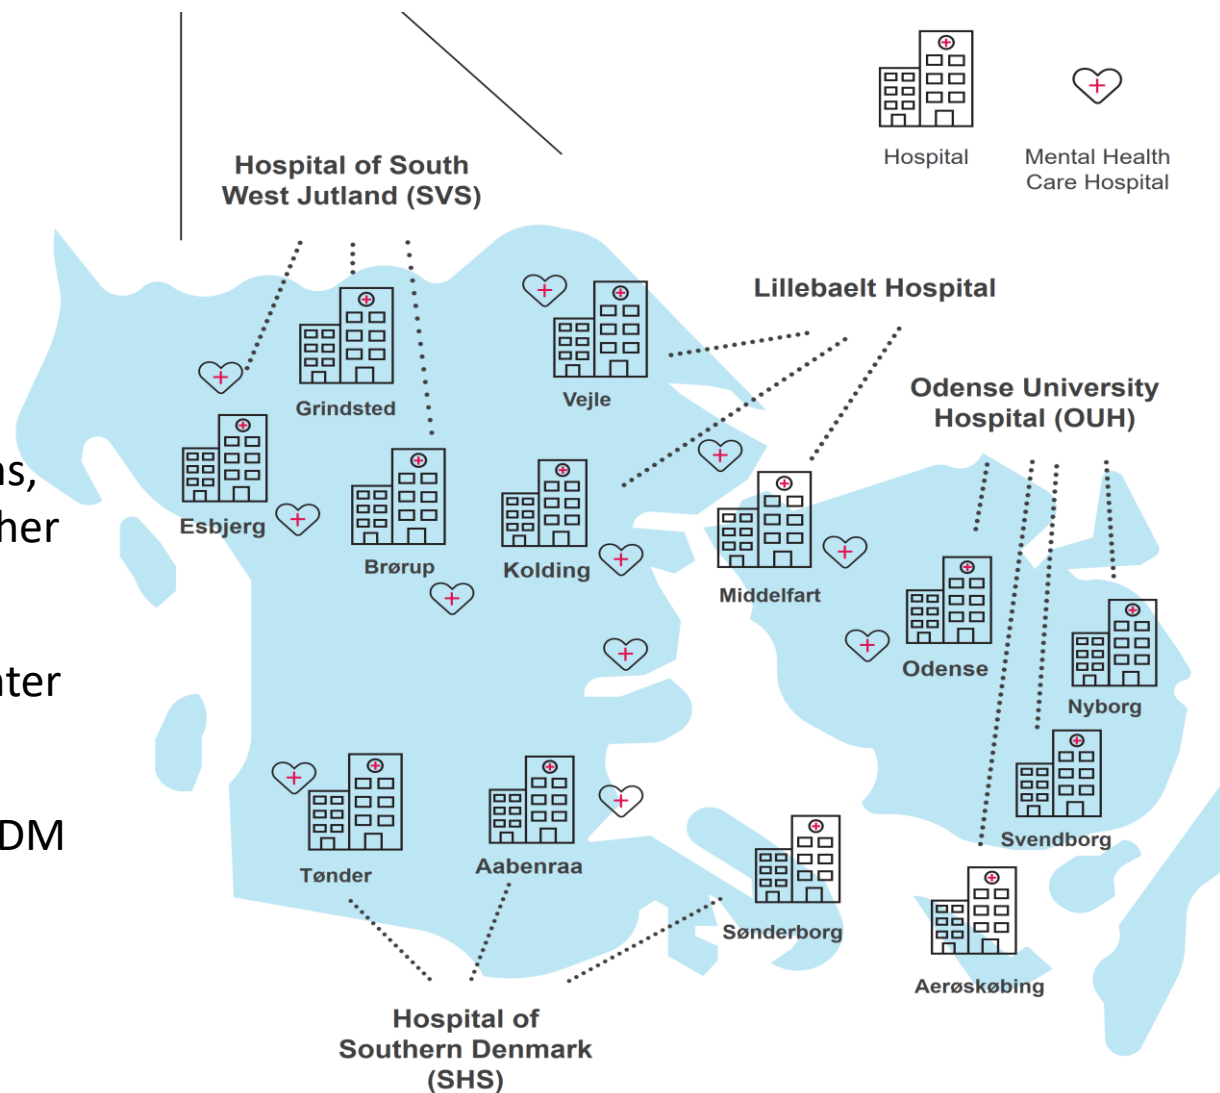 Hospital
Mental Health
Care Hospital
Hospital of South
West Jutland (SVS)
Lillebaelt Hospital
Odense University
Hospital (OUH)
Grindsted
Vejle
Esbjerg
Brørup
Kolding
Middelfart
Odense
Nyborg
Svendborg
Tønder
Aabenraa
Sønderborg
Aerøskøbing
Hospital of
Southern Denmark
(SHS)
DM